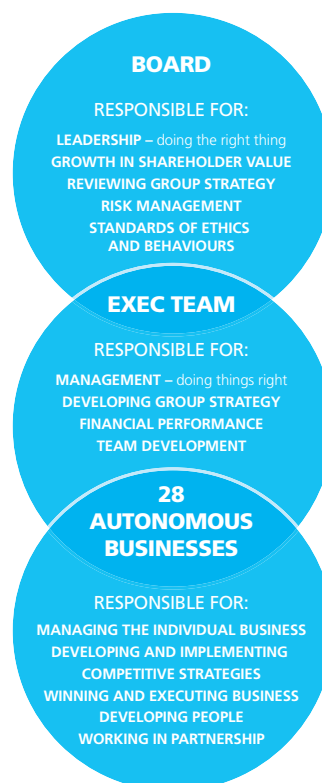 BOARD
RESPONSIBLE FOR:
LEADERSHIP – doing the right thing
GROWTH IN SHAREHOLDER VALUE
REVIEWING GROUP STRATEGY
RISK MANAGEMENT
STANDARDS OF ETHICS
AND BEHAVIOURS
EXEC TEAM
RESPONSIBLE FOR:
MANAGEMENT – doing things right
DEVELOPING GROUP STRATEGY
FINANCIAL PERFORMANCE
TEAM DEVELOPMENT
28
AUTONOMOUS
BUSINESSES
RESPONSIBLE FOR:
MANAGING THE INDIVIDUAL BUSINESS
DEVELOPING AND IMPLEMENTING
COMPETITIVE STRATEGIES
WINNING AND EXECUTING BUSINESS
DEVELOPING PEOPLE
WORKING IN PARTNERSHIP